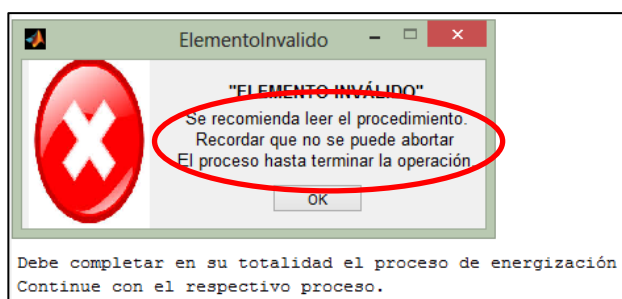 ElementoInvalido
"ELEMENTO INVÁLIDO"
Se recomienda leer el procedimiento.
Recordar que no se puede abortar
El proceso hasta terminar la operación
OK
Debe completar en su totalidad el proceso de energización
Continue con el respectivo proceso.